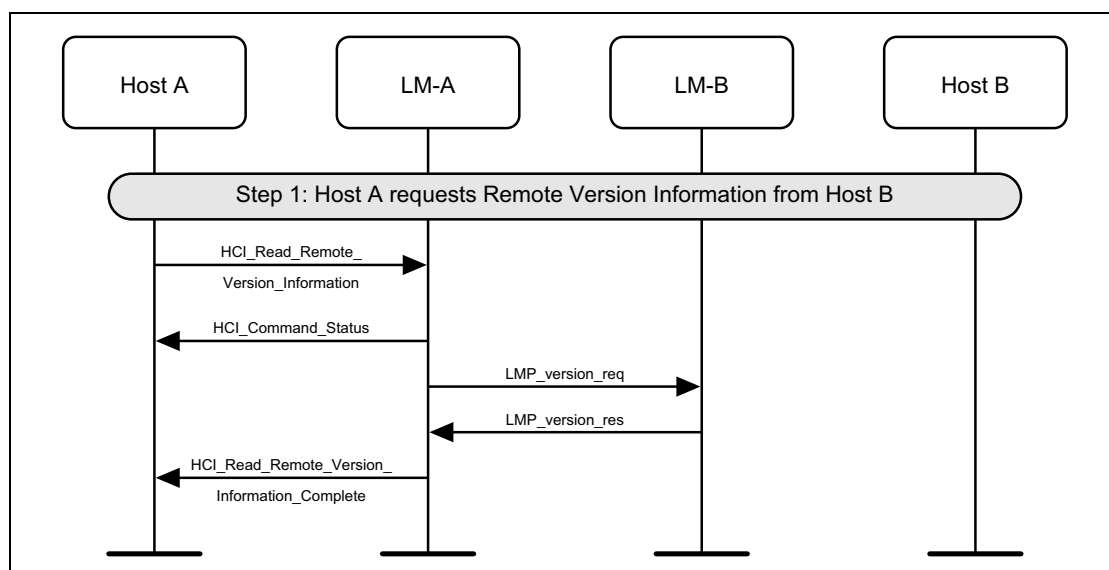 Host A
LM-A
LM-B
Host B
Step 1: Host A requests Remote Version Information from Host B
HCI_Read_Remote_
Version_Information
HCI_Command_Status
LMP_version_req
LMP_version_res
HCI_Read_Remote_Version_
Information_Complete